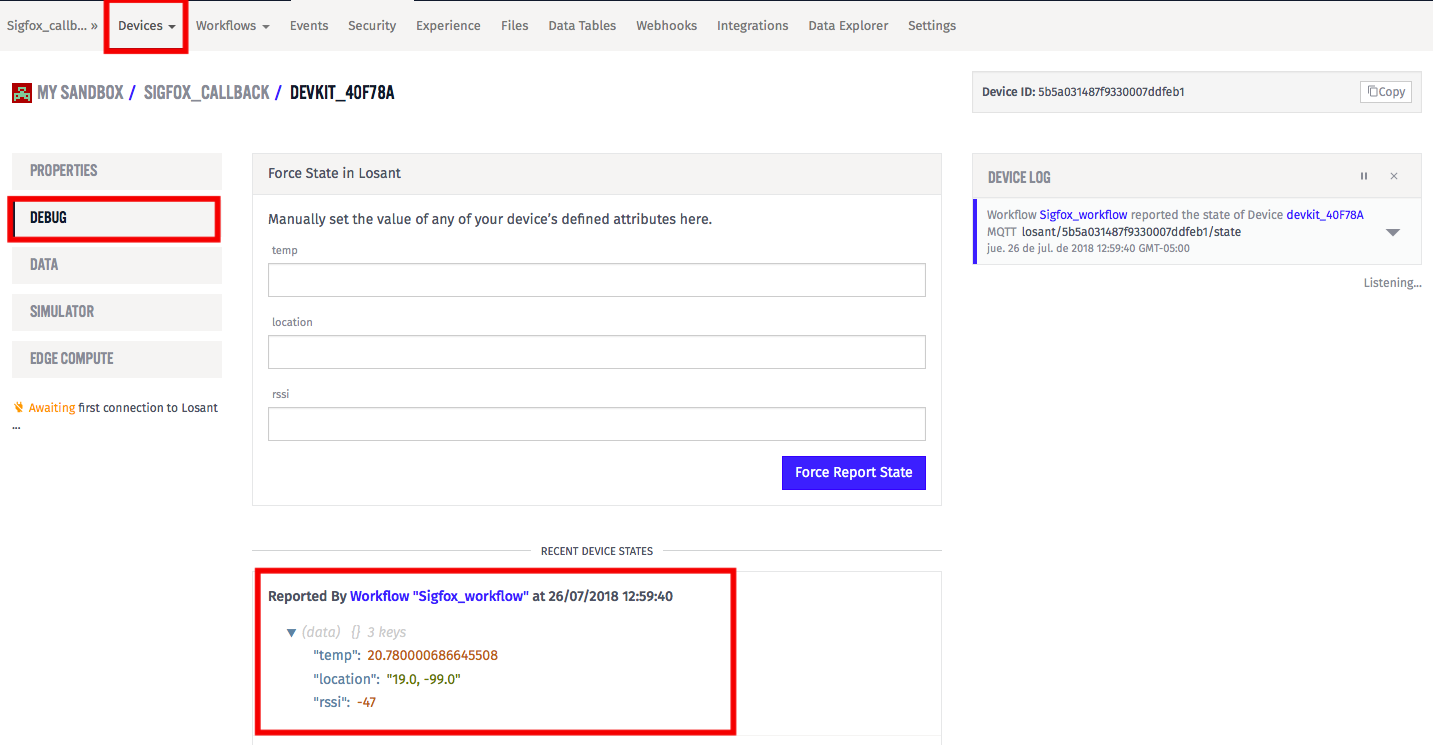 Sigfox_callb... » Devices Workflows Events Security Experience Files Data Tables Webhooks Integrations Data Explorer Settings
MY SANDBOX / SIGFOX_CALLBACK / DEVKIT_40F78A
Device ID: 5b5a031487f9330007ddfeb1 Copy
PROPERTIES
DEBUG
DATA
SIMULATOR
EDGE COMPUTE
Awaiting first connection to Losant
...
Force State in Losant
Manually set the value of any of your device's defined attributes here.
temp
location
rssi
Force Report State
RECENT DEVICE STATES
Reported By Workflow "Sigfox_workflow" at 26/07/2018 12:59:40
(data) {} 3 keys
"temp": 20.780000686645508
"location": "19.0, -99.0"
"rssi": -47
DEVICE LOG
Workflow Sigfox_workflow reported the state of Device devkit_40F78A
MQTT losant/5b5a031487f9330007ddfeb1/state
jue. 26 de jul. de 2018 12:59:40 GMT-05:00
Listening...